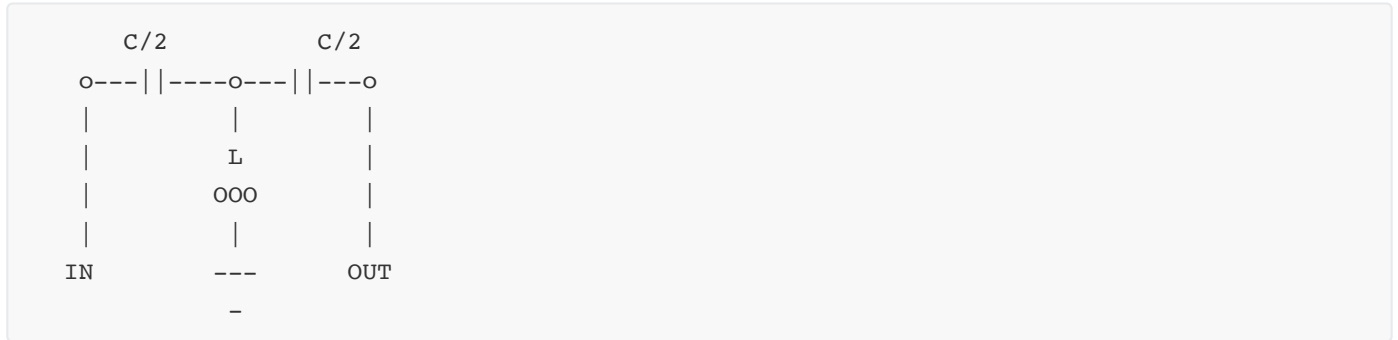 C/2 C/2
o---||----o---||---o
| | |
| L |
| OOO |
| | |
IN --- OUT
-